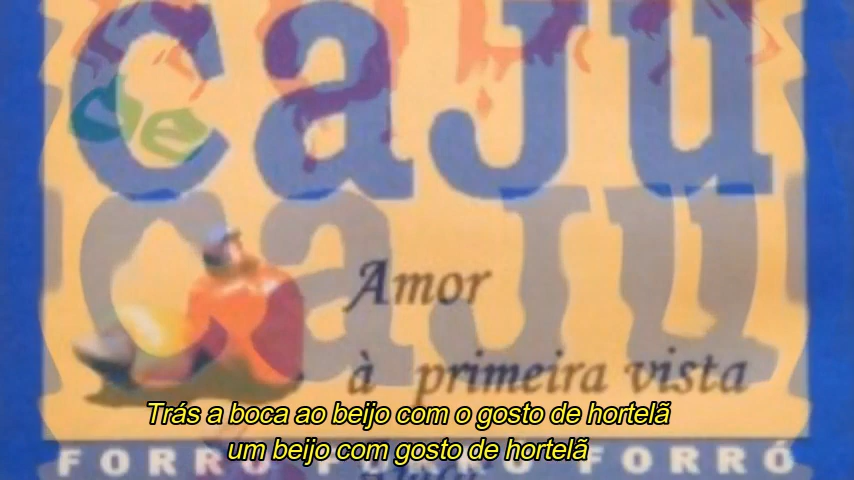 CaJu
de
CaJu
Amor
à primeira vista
Trás a boca ao beijo com o gosto de hortelã
um beijo com gosto de hortelã
FORRÓ FORRÓ FORRÓ